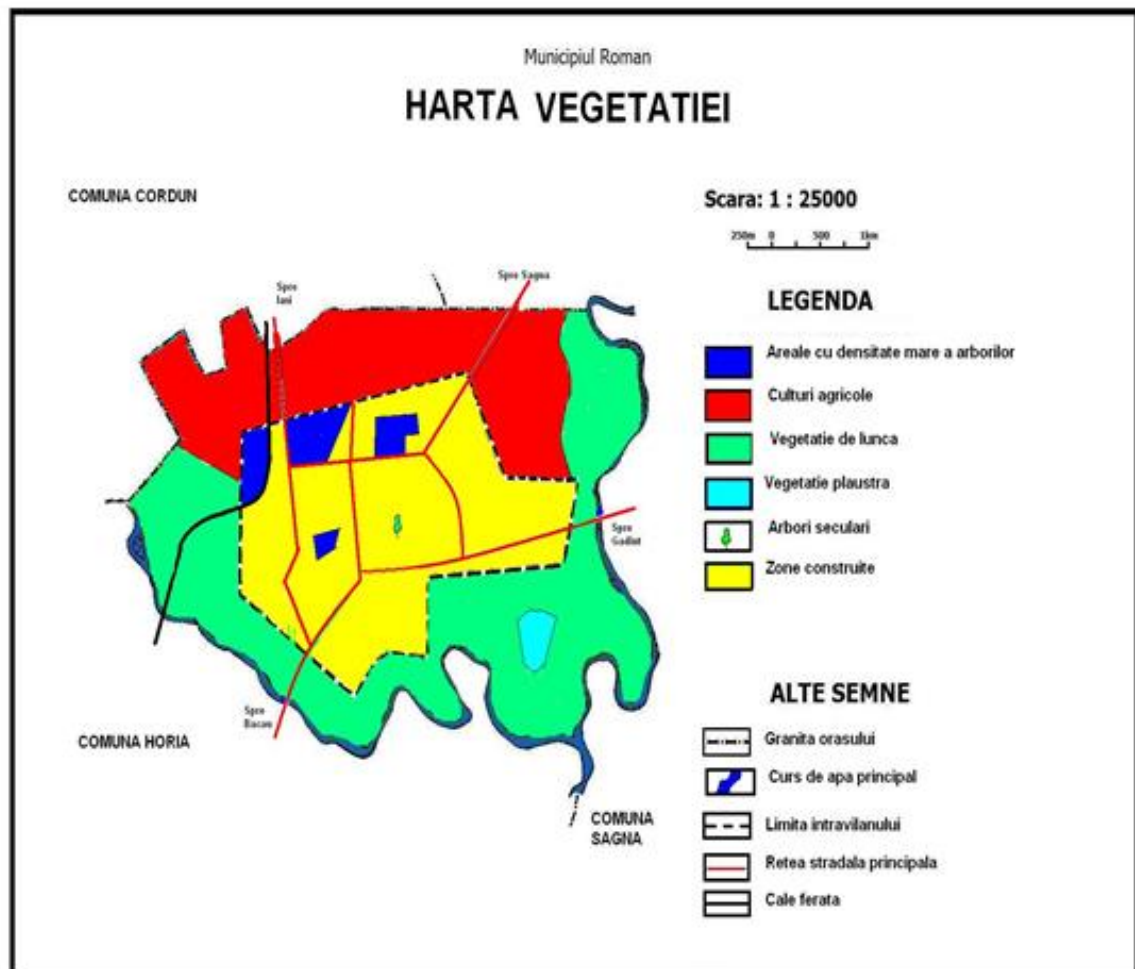 Municipiul Roman
HARTA VEGETATIEI
COMUNA CORDUN
Scara: 1 : 25000
250m 0 500 1km
Spre
Iasi
Spre Sagna
LEGENDA
Areale cu densitate mare a arborilor
Culturi agricole
Vegetatie de lunca
Vegetatie plaustra
Arbori seculari
Zone construite
Spre
Spre
Bacau
COMUNA HORIA
COMUNA
SAGNA
ALTE SEMNE
Granita orasului
Curs de apa principal
Limita intravilanului
Retea stradala principala
Cale ferata